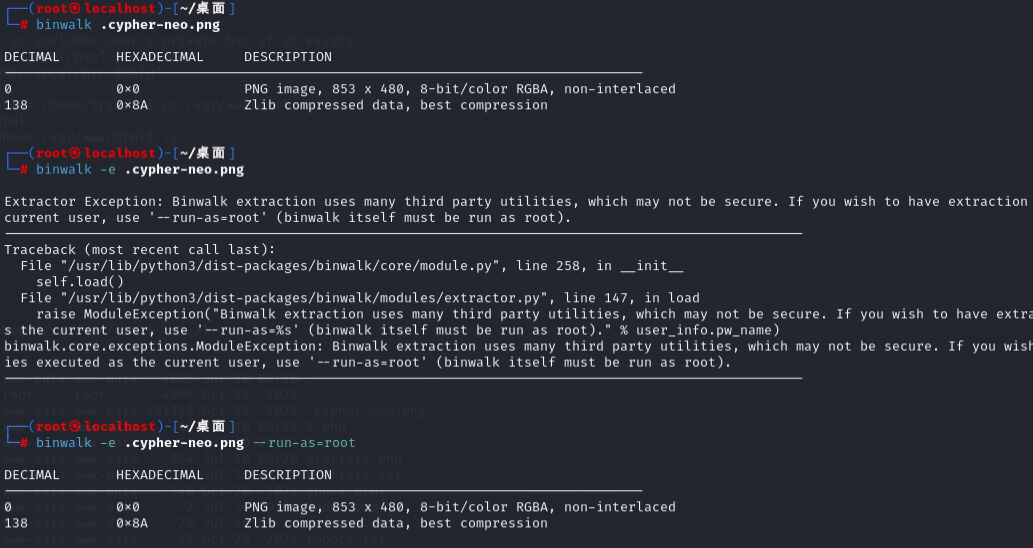 ┌──(root㉿localhost)-[~/桌面]
└─# binwalk .cypher-neo.png
DECIMAL HEXADECIMAL DESCRIPTION
--------------------------------------------------------------------------------
0 0×0 PNG image, 853 x 480, 8-bit/color RGBA, non-interlaced
138 0×8A Zlib compressed data, best compression
┌──(root㉿localhost)-[~/桌面]
└─# binwalk -e .cypher-neo.png
Extractor Exception: Binwalk extraction uses many third party utilities, which may not be secure. If you wish to have extraction
current user, use '--run-as=root' (binwalk itself must be run as root).
----------------------------------------------------------------------------------------------------
Traceback (most recent call last):
File "/usr/lib/python3/dist-packages/binwalk/core/module.py", line 258, in __init__
self.load()
File "/usr/lib/python3/dist-packages/binwalk/modules/extractor.py", line 147, in load
raise ModuleException("Binwalk extraction uses many third party utilities, which may not be secure. If you wish to have extra
s the current user, use '--run-as=%s' (binwalk itself must be run as root)." % user_info.pw_name)
binwalk.core.exceptions.ModuleException: Binwalk extraction uses many third party utilities, which may not be secure. If you wish
ies executed as the current user, use '--run-as=root' (binwalk itself must be run as root).
----------------------------------------------------------------------------------------------------
┌──(root㉿localhost)-[~/桌面]
└─# binwalk -e .cypher-neo.png --run-as=root
DECIMAL HEXADECIMAL DESCRIPTION
--------------------------------------------------------------------------------
0 0×0 PNG image, 853 x 480, 8-bit/color RGBA, non-interlaced
138 0×8A Zlib compressed data, best compression